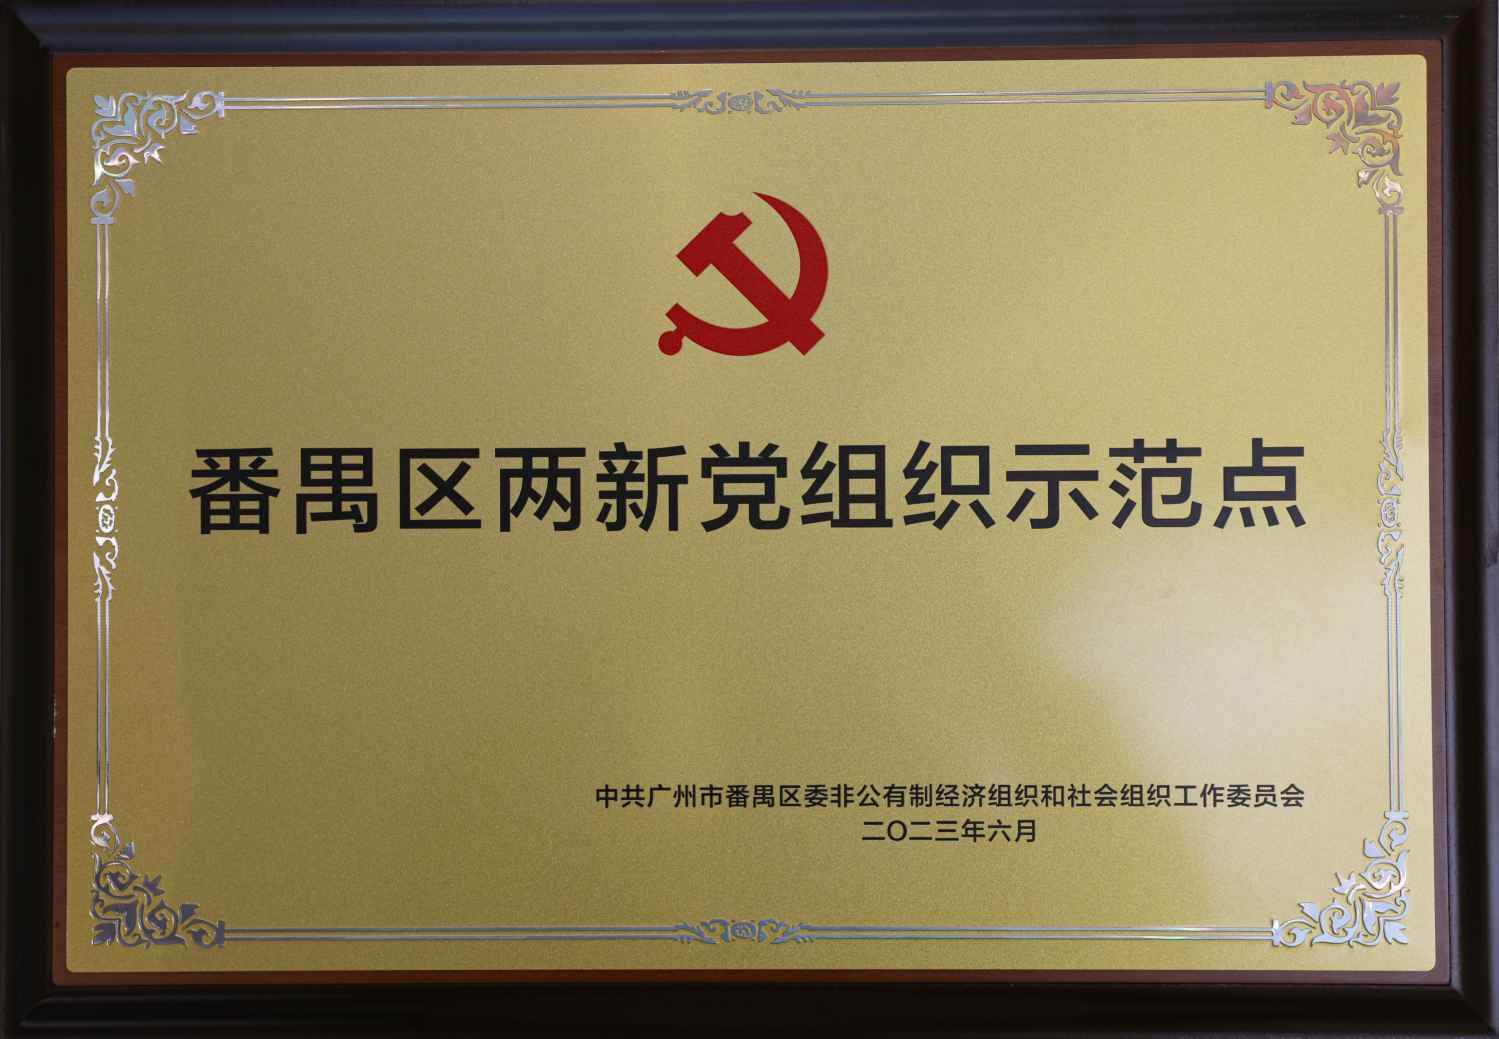 番禺区两新党组织示范点
中共广州市番禺区委非公有制经济组织和社会组织工作委员会
二〇二三年六月